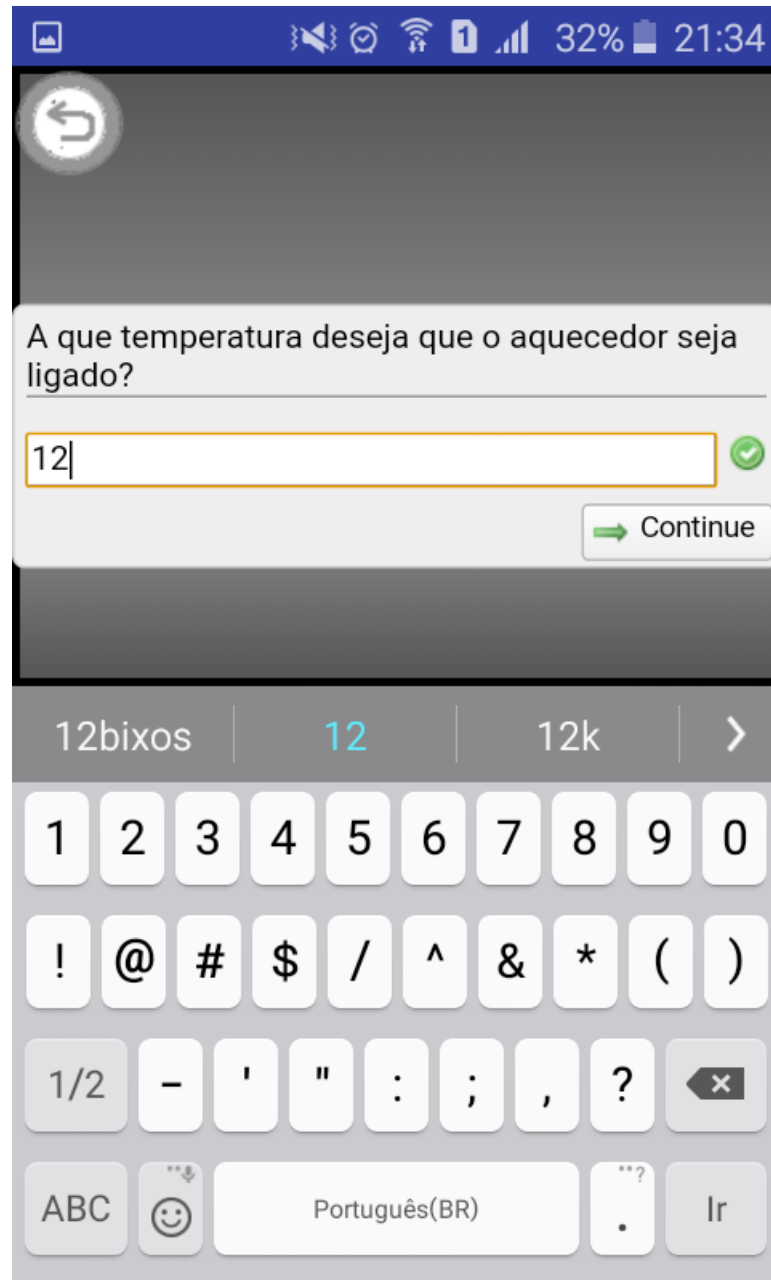 1 32% 21:34
A que temperatura deseja que o aquecedor seja
ligado?
12
Continue
12bixos 12 12k
1 2 3 4 5 6 7 8 9 0
! @ # $ / ^ & * ( )
1/2 - ' " : ; , ?
ABC Português(BR) . ? Ir